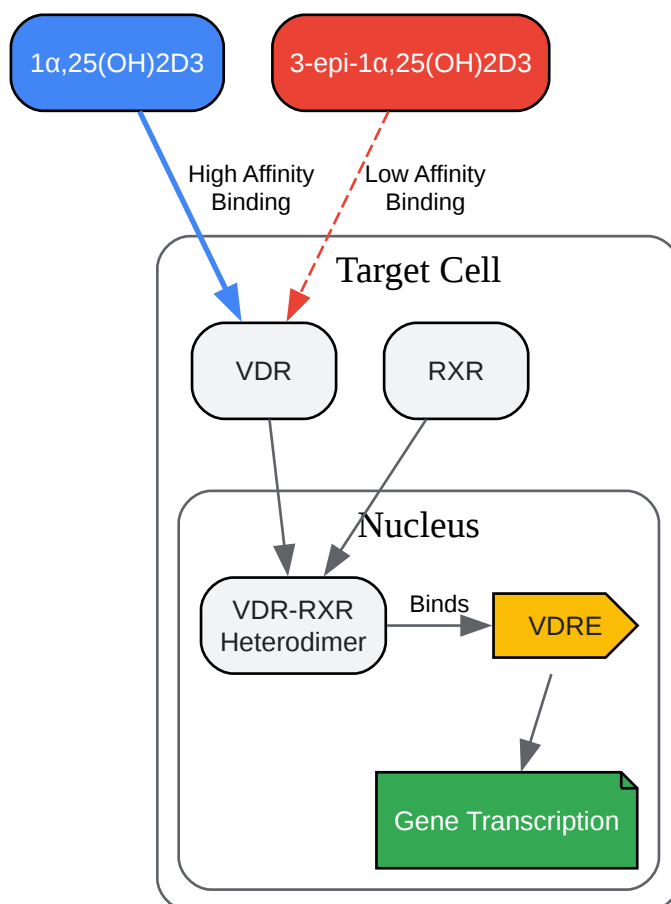 1α,25(OH)2D3
3-epi-1α,25(OH)2D3
High Affinity
Binding
Low Affinity
Binding
Target Cell
VDR
RXR
Nucleus
VDR-RXR
Heterodimer
Binds
VDRE
Gene Transcription